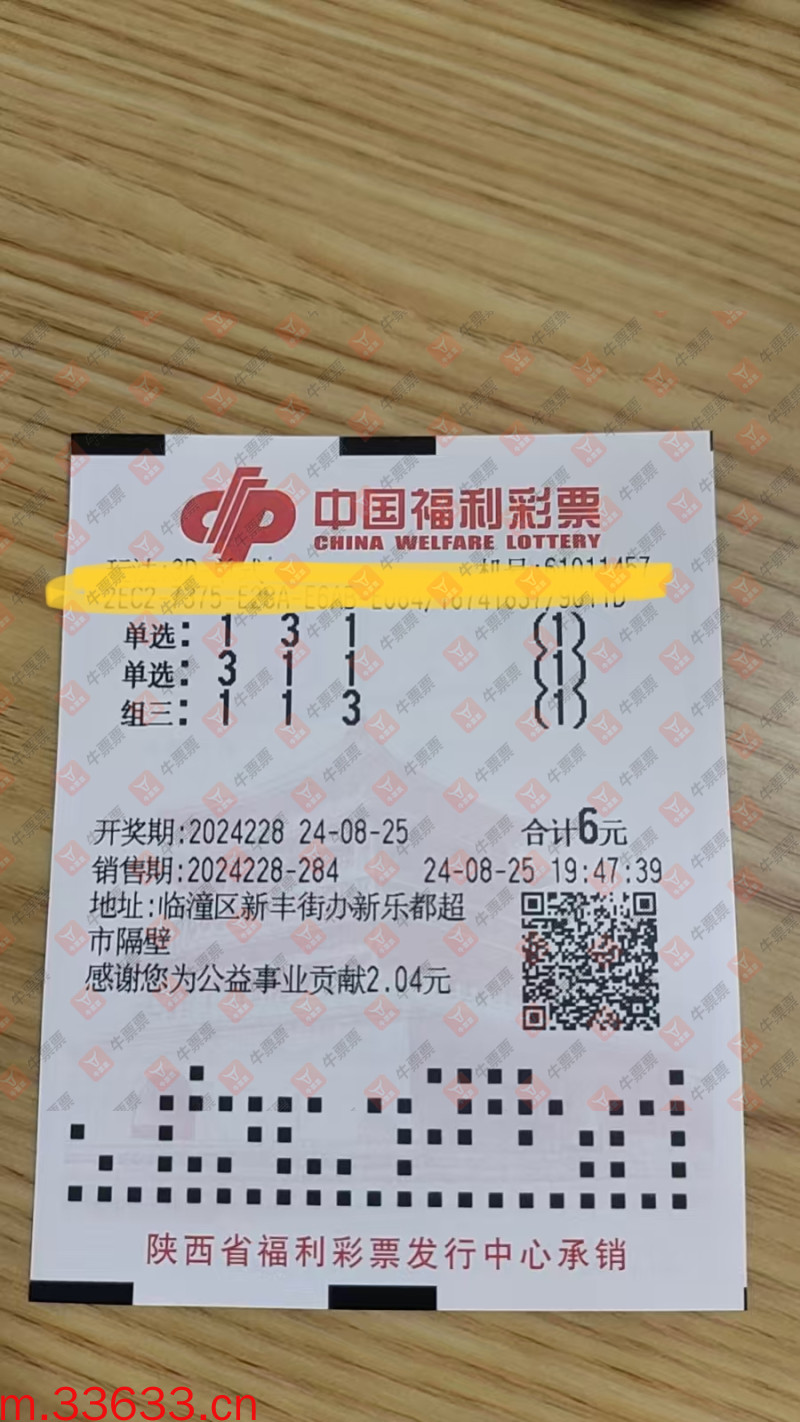 中国福利彩票
CHINA WELFARE LOTTERY
单选: 1 3 1 (1)
单选: 3 1 1 (1)
组三: 1 1 3 (1)
开奖期:2024228 24-08-25 合计6元
销售期:2024228-284 24-08-25 19:47:39
地址:临潼区新丰街办新乐都超
市隔壁
感谢您为公益事业贡献2.04元
陕西省福利彩票发行中心承销
牛票票
m.33633.cn